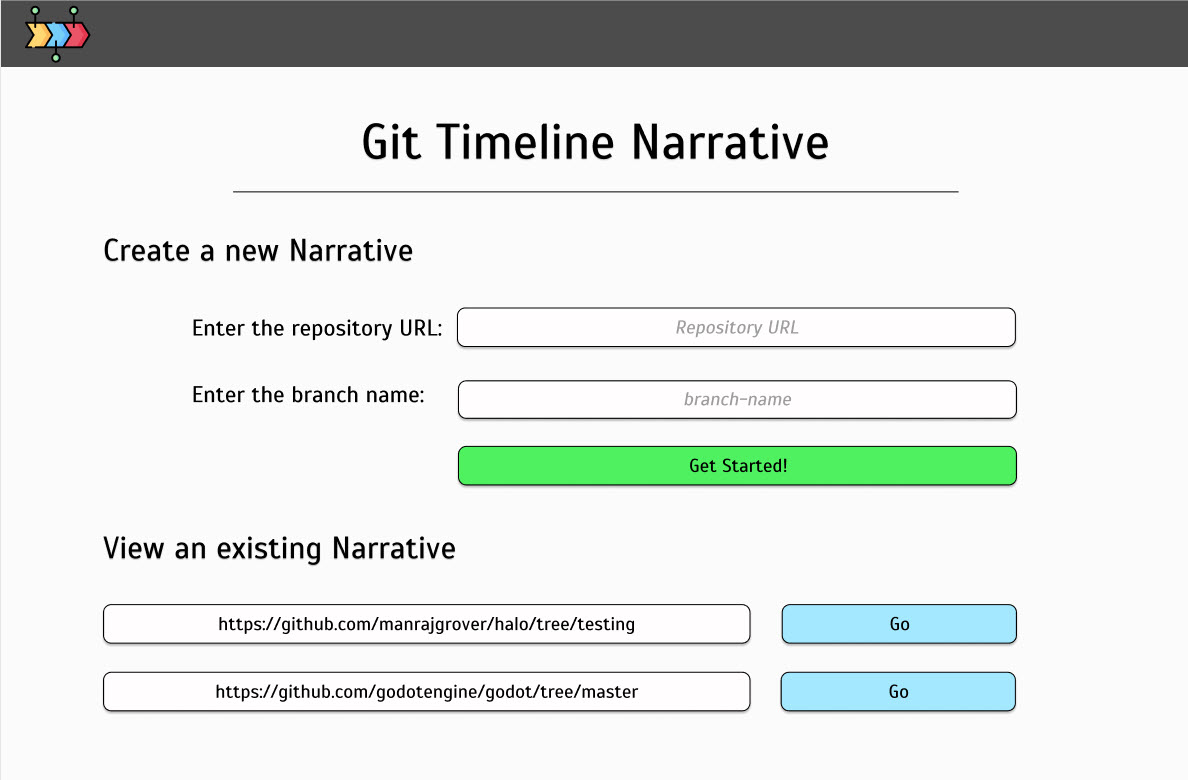 Git Timeline Narrative
Create a new Narrative
Enter the repository URL: Repository URL
Enter the branch name: branch-name
Get Started!
View an existing Narrative
https://github.com/manrajgrover/halo/tree/testing Go
https://github.com/godotengine/godot/tree/master Go